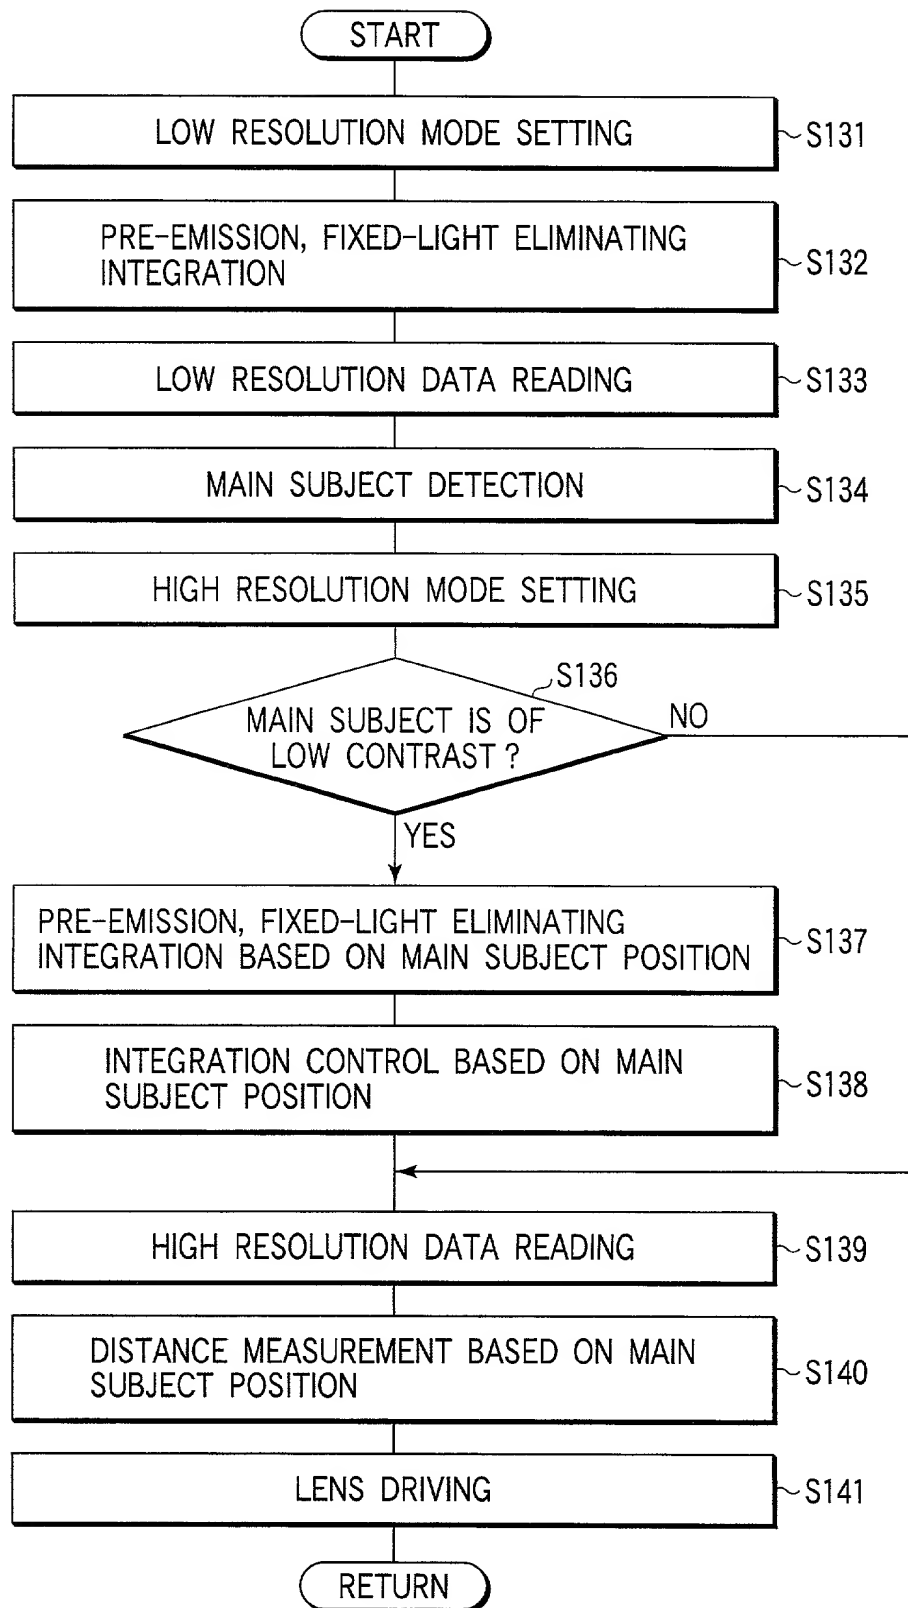 START
LOW RESOLUTION MODE SETTING
S131
PRE-EMISSION, FIXED-LIGHT ELIMINATING
INTEGRATION
S132
LOW RESOLUTION DATA READING
S133
MAIN SUBJECT DETECTION
S134
HIGH RESOLUTION MODE SETTING
S135
S136
MAIN SUBJECT IS OF
LOW CONTRAST ?
NO
YES
PRE-EMISSION, FIXED-LIGHT ELIMINATING
INTEGRATION BASED ON MAIN SUBJECT POSITION
S137
INTEGRATION CONTROL BASED ON MAIN
SUBJECT POSITION
S138
HIGH RESOLUTION DATA READING
S139
DISTANCE MEASUREMENT BASED ON MAIN
SUBJECT POSITION
S140
LENS DRIVING
S141
RETURN